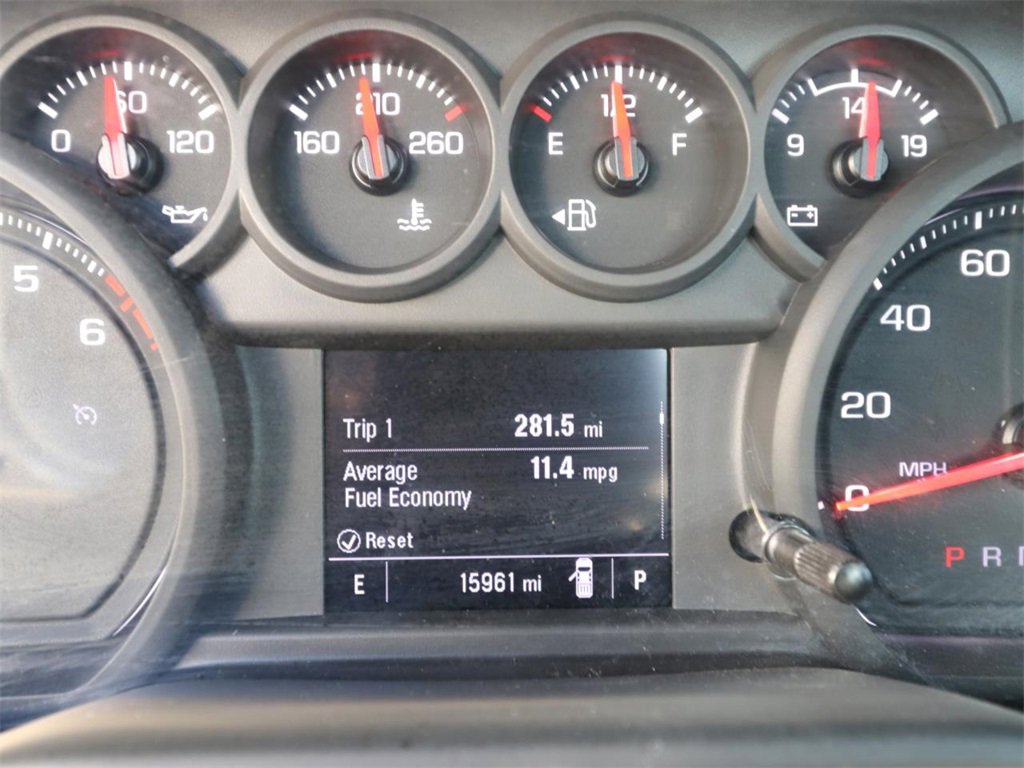 60
0 120
210
160 260
1/2
E F
14
9 19
5
6
60
40
20
0
MPH
P R
Trip 1 281.5 mi
Average 11.4 mpg
Fuel Economy
Reset
E 15961 mi P